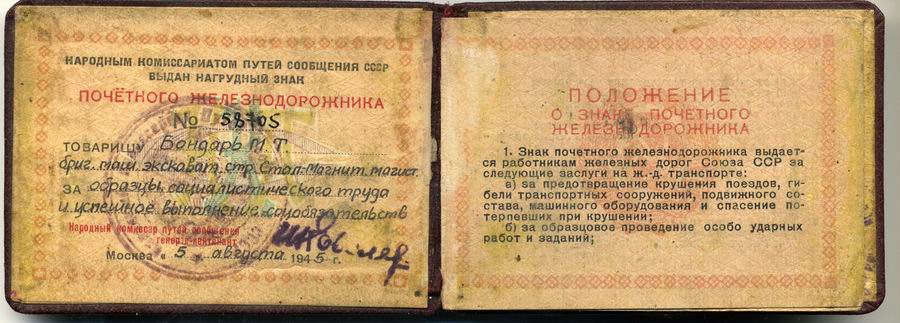 НАРОДНЫМ КОМИССАРИАТОМ ПУТЕЙ СООБЩЕНИЯ СССР
ВЫДАН НАГРУДНЫЙ ЗНАК
ПОЧЁТНОГО ЖЕЛЕЗНОДОРОЖНИКА
№ 58705
ТОВАРИЩУ Бондарь М. Т.
бриг. маш. экскават. стр. Стал. Магнит. магист.
ЗА образцы социалистического труда
и успешное выполнение соцобязательств
Народный комиссар путей сообщения
генерал-лейтенант
Москва „ 5 „ августа 1945 г.
ПОЛОЖЕНИЕ
О ЗНАКЕ ПОЧЕТНОГО
ЖЕЛЕЗНОДОРОЖНИКА
1. Знак почетного железнодорожника выдает-
ся работникам железных дорог Союза ССР за
следующие заслуги на ж.-д. транспорте:
а) за предотвращение крушения поездов, ги-
бели транспортных сооружений, подвижного со-
става, машинного оборудования и спасение по-
терпевших при крушении;
б) за образцовое проведение особо ударных
работ и заданий;